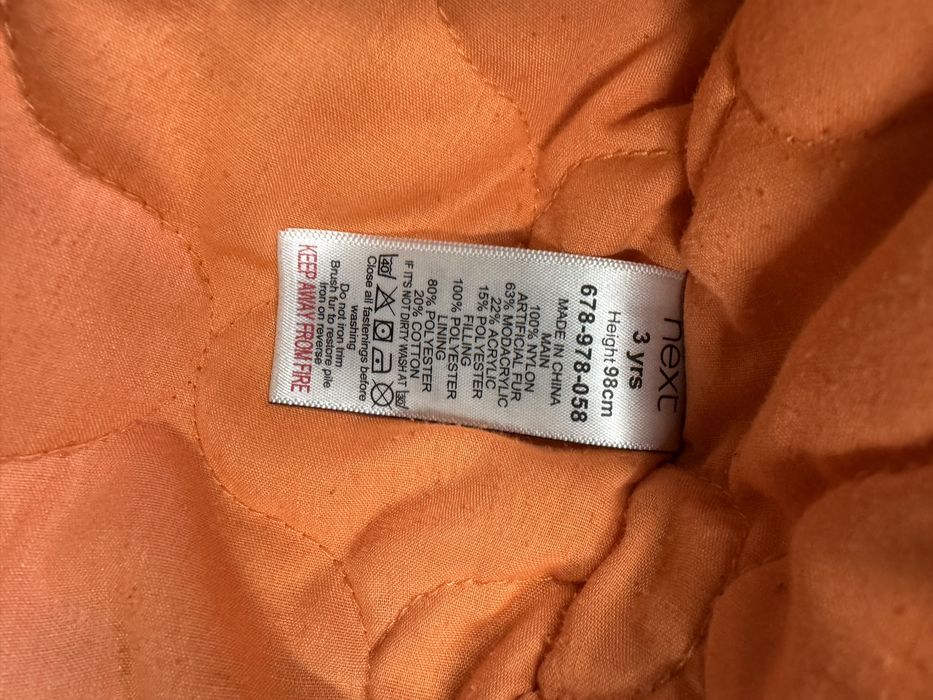 next
3 yrs
Height 98cm
678-978-058
MADE IN CHINA
MAIN
100% NYLON
ARTIFICIAL FUR
63% MODACRYLIC
22% ACRYLIC
15% POLYESTER
FILLING
100% POLYESTER
LINING
80% POLYESTER
20% COTTON
IF IT'S NOT DIRTY WASH AT 30
40
Close all fastenings before
washing
Do not iron trim
Brush fur to restore pile
Iron on reverse
KEEP AWAY FROM FIRE